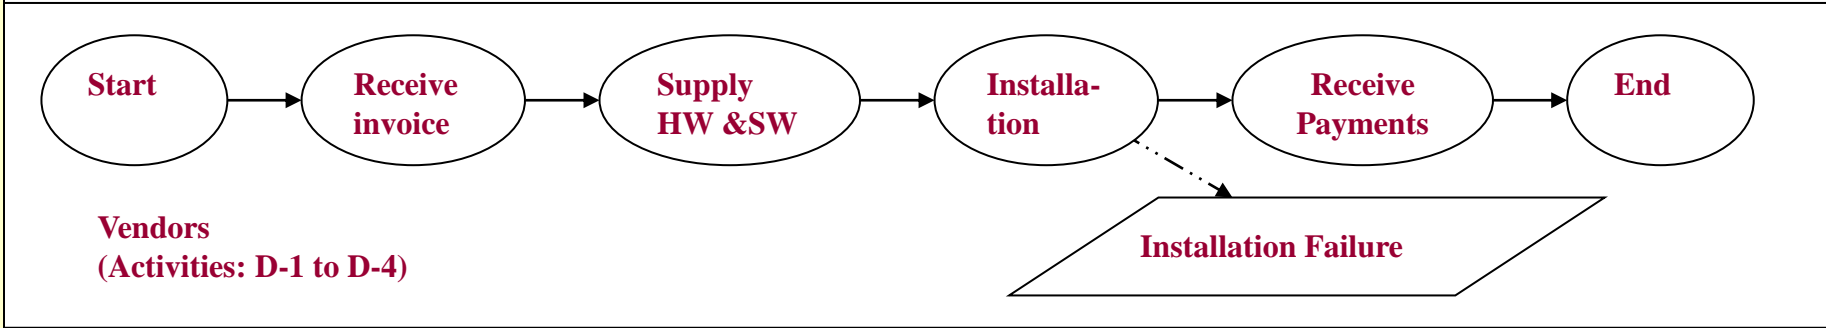 Start
Receive
invoice
Supply
HW &SW
Installa-
tion
Receive
Payments
End
Vendors
(Activities: D-1 to D-4)
Installation Failure